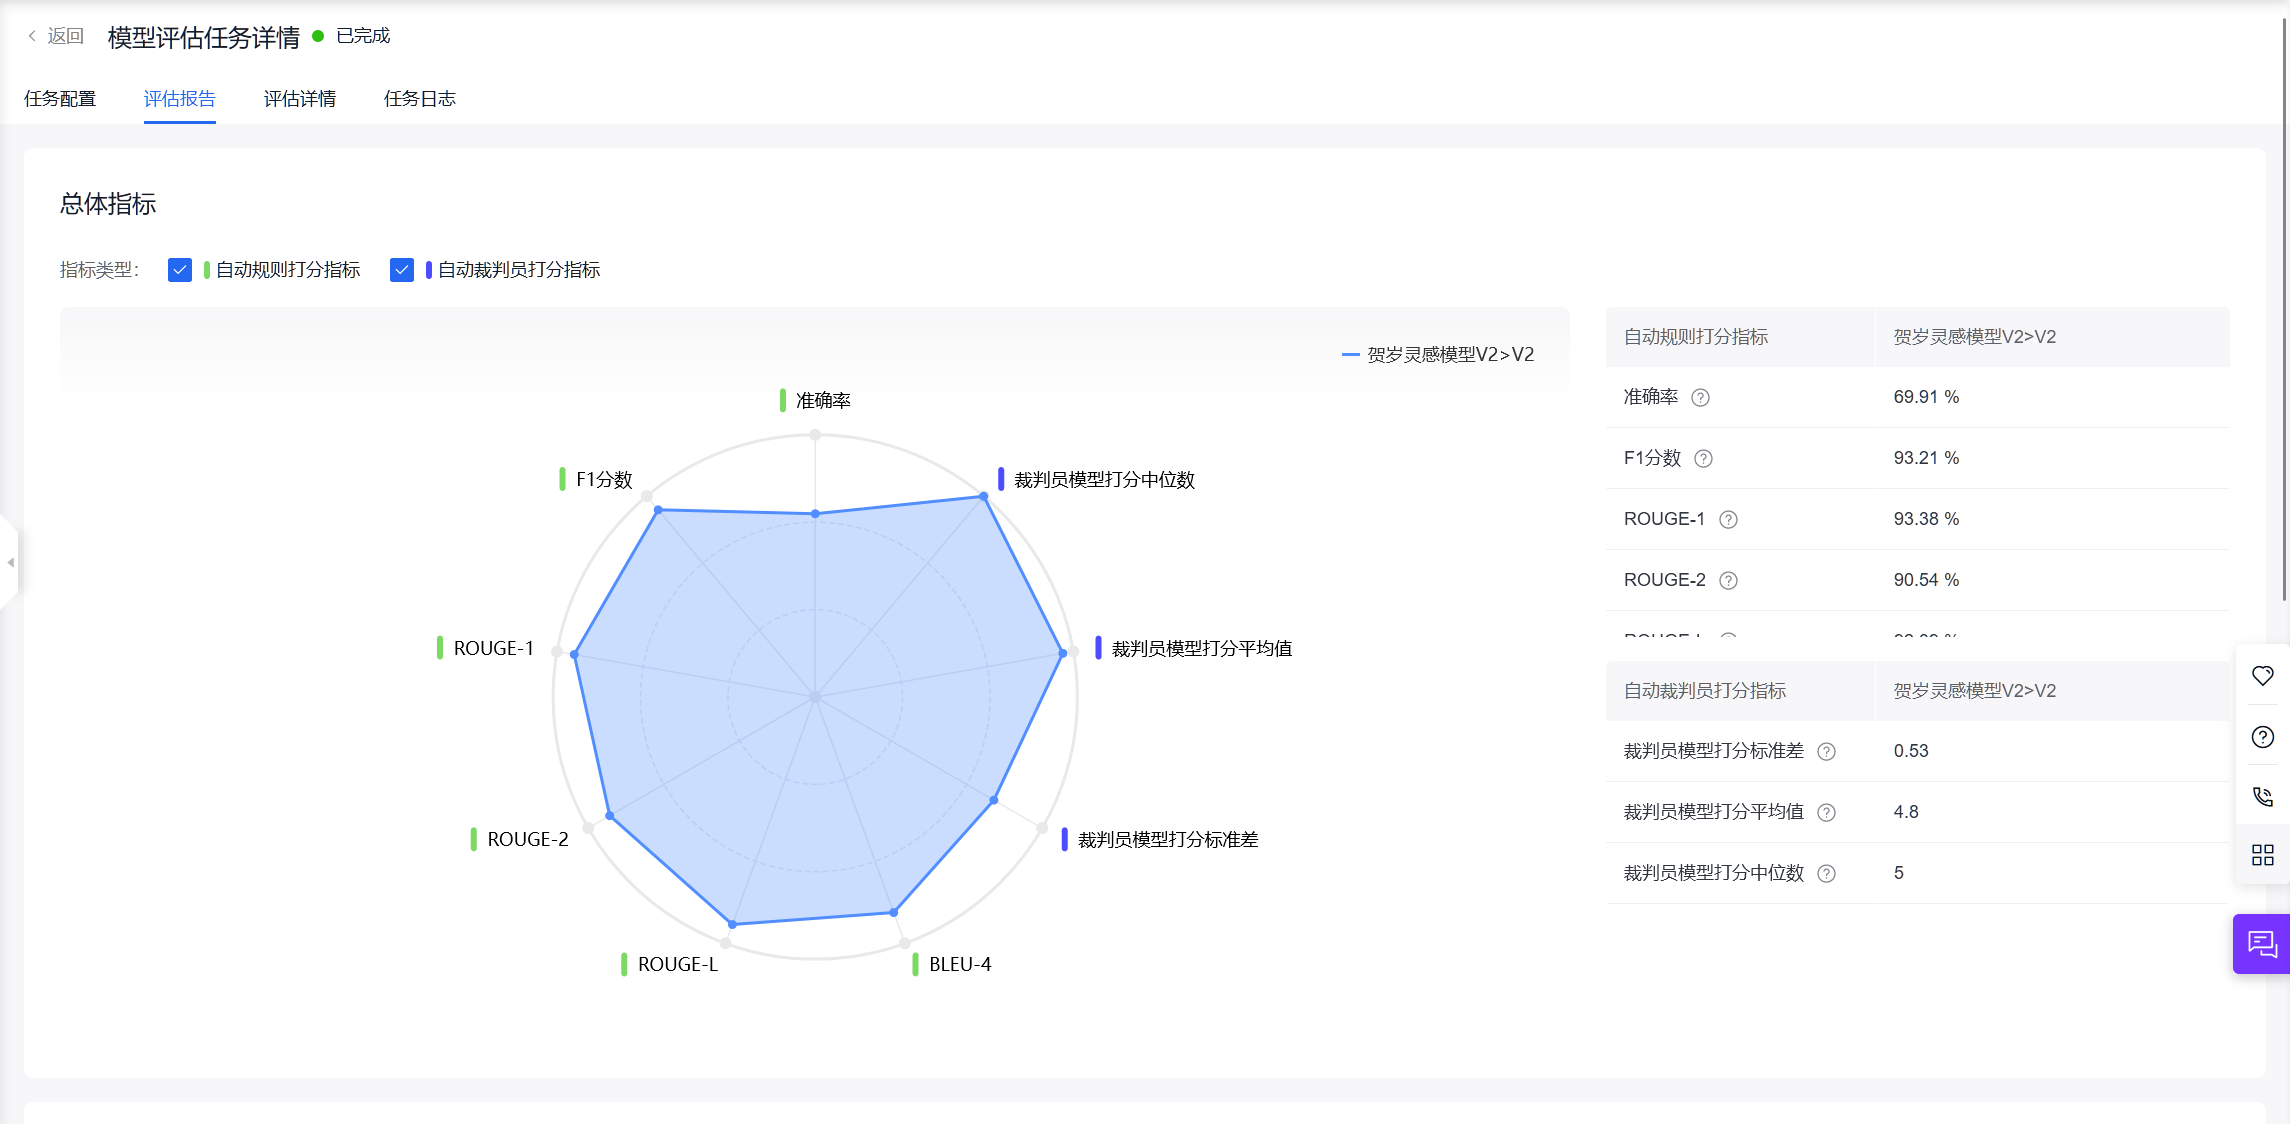 返回 模型评估任务详情 已完成
任务配置 评估报告 评估详情 任务日志
总体指标
指标类型： 自动规则打分指标 自动裁判员打分指标
贺岁灵感模型V2>V2
准确率
F1分数
裁判员模型打分中位数
ROUGE-1
裁判员模型打分平均值
ROUGE-2
裁判员模型打分标准差
ROUGE-L
BLEU-4
自动规则打分指标 贺岁灵感模型V2>V2
准确率 69.91 %
F1分数 93.21 %
ROUGE-1 93.38 %
ROUGE-2 90.54 %
自动裁判员打分指标 贺岁灵感模型V2>V2
裁判员模型打分标准差 0.53
裁判员模型打分平均值 4.8
裁判员模型打分中位数 5